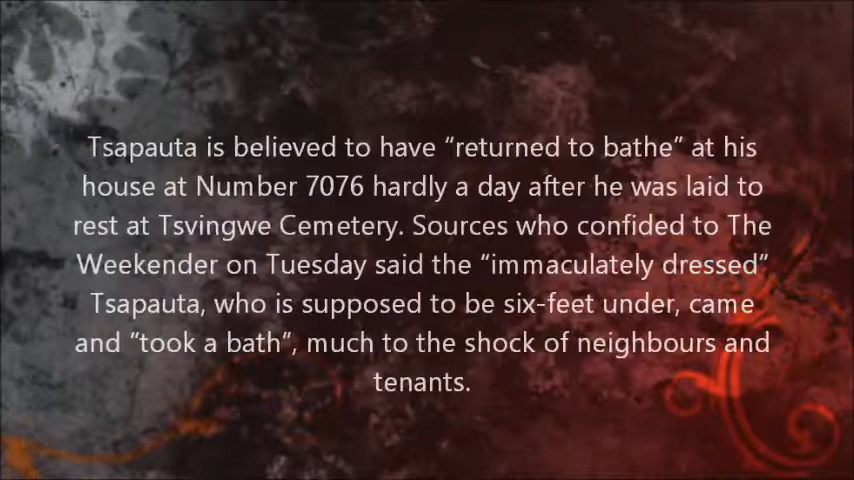 Tsapauta is believed to have “returned to bathe” at his
house at Number 7076 hardly a day after he was laid to
rest at Tsvingwe Cemetery. Sources who confided to The
Weekender on Tuesday said the “immaculately dressed”
Tsapauta, who is supposed to be six-feet under, came
and “took a bath”, much to the shock of neighbours and
tenants.